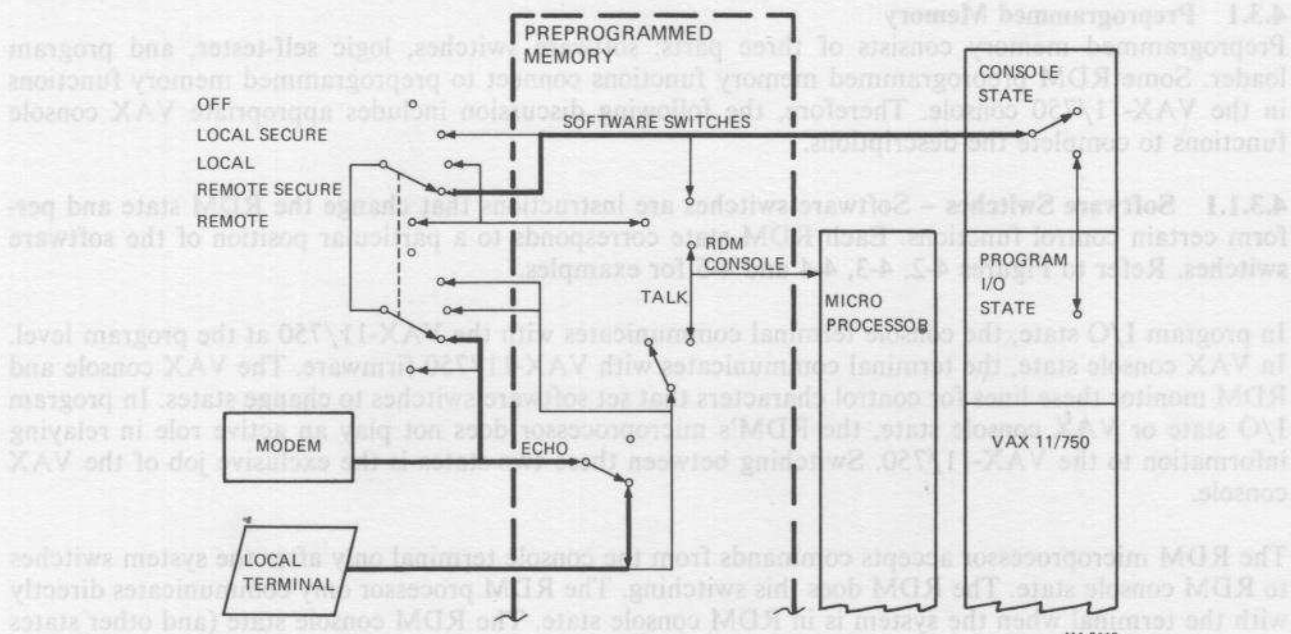 PREPROGRAMMED
MEMORY
CONSOLE
STATE
OFF
LOCAL SECURE
SOFTWARE SWITCHES
LOCAL
REMOTE SECURE
REMOTE
RDM
CONSOLE
TALK
MICRO
PROCESSOR
PROGRAM
I/O
STATE
MODEM
ECHO
VAX 11/750
LOCAL
TERMINAL
4.3.1 Preprogrammed Memory
Preprogrammed memory consists of three parts: software switches, logic self-tester, and program
loader. Some RDM preprogrammed memory functions connect to preprogrammed memory functions
in the VAX-11/750 console. Therefore, the following discussion includes appropriate VAX console
functions to complete the descriptions.
4.3.1.1 Software Switches – Software switches are instructions that change the RDM state and per-
form certain control functions. Each RDM state corresponds to a particular position of the software
switches. Refer to Figures 4-2, 4-3, 4-4 and for examples.
In program I/O state, the console terminal communicates with the VAX-11/750 at the program level.
In VAX console state, the terminal communicates with VAX-11/750 firmware. The VAX console and
RDM monitor these lines for control characters that set software switches to change states. In program
I/O state or VAX console state, the RDM's microprocessor does not play an active role in relaying
information to the VAX-11/750. Switching between these two states is the exclusive job of the VAX
console.
The RDM microprocessor accepts commands from the console terminal only after the system switches
to RDM console state. The RDM does this switching. The RDM processor only communicates directly
with the terminal when the system is in RDM console state. The RDM console state (and other states